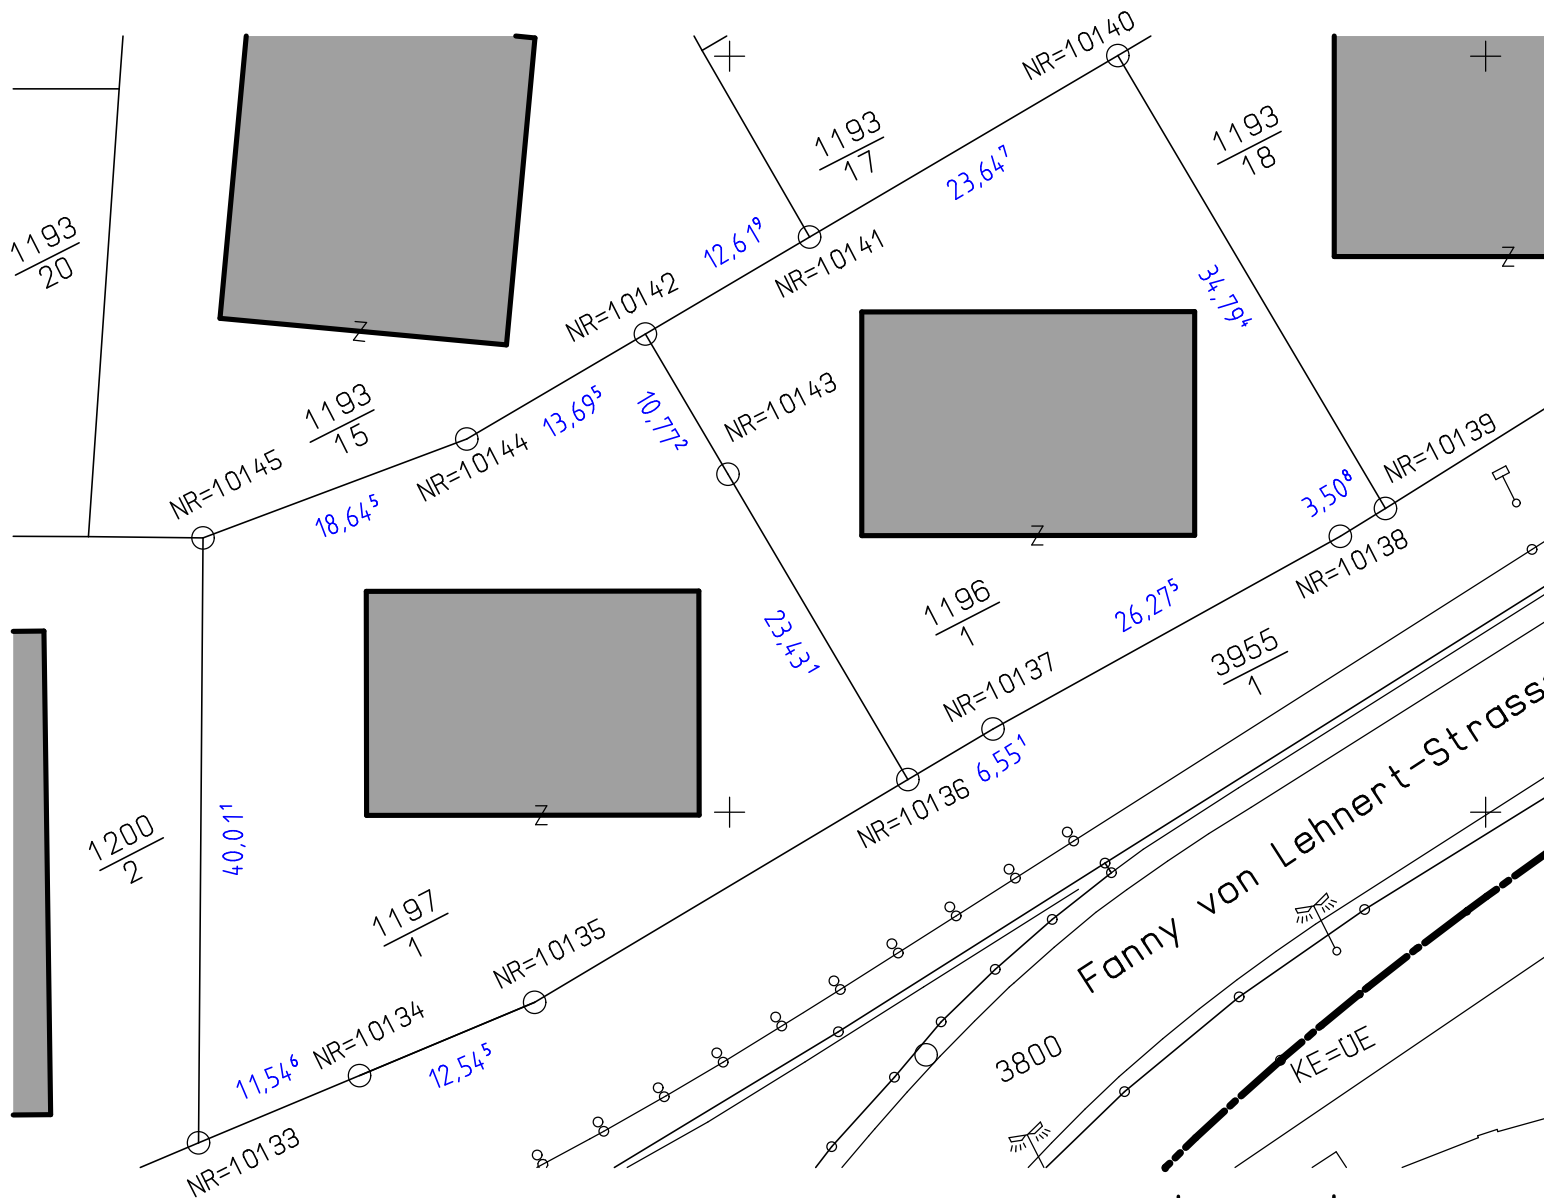 NR=10140
1193
17
1193
18
23,64⁷
1193
20
12,61⁹
NR=10141
NR=10142
Z
34,79⁴
Z
1193
15
13,69⁵
10,77²
NR=10143
NR=10139
NR=10145
NR=10144
18,64⁵
3,50⁸
Z
NR=10138
1196
1
26,27⁵
23,43¹
3955
1
NR=10137
6,55¹
Z
NR=10136
1200
2
40,01¹
Fanny von Lehnert-Strass
1197
1
NR=10135
NR=10134
11,54⁶
12,54⁵
3800
KE=ÜE
NR=10133